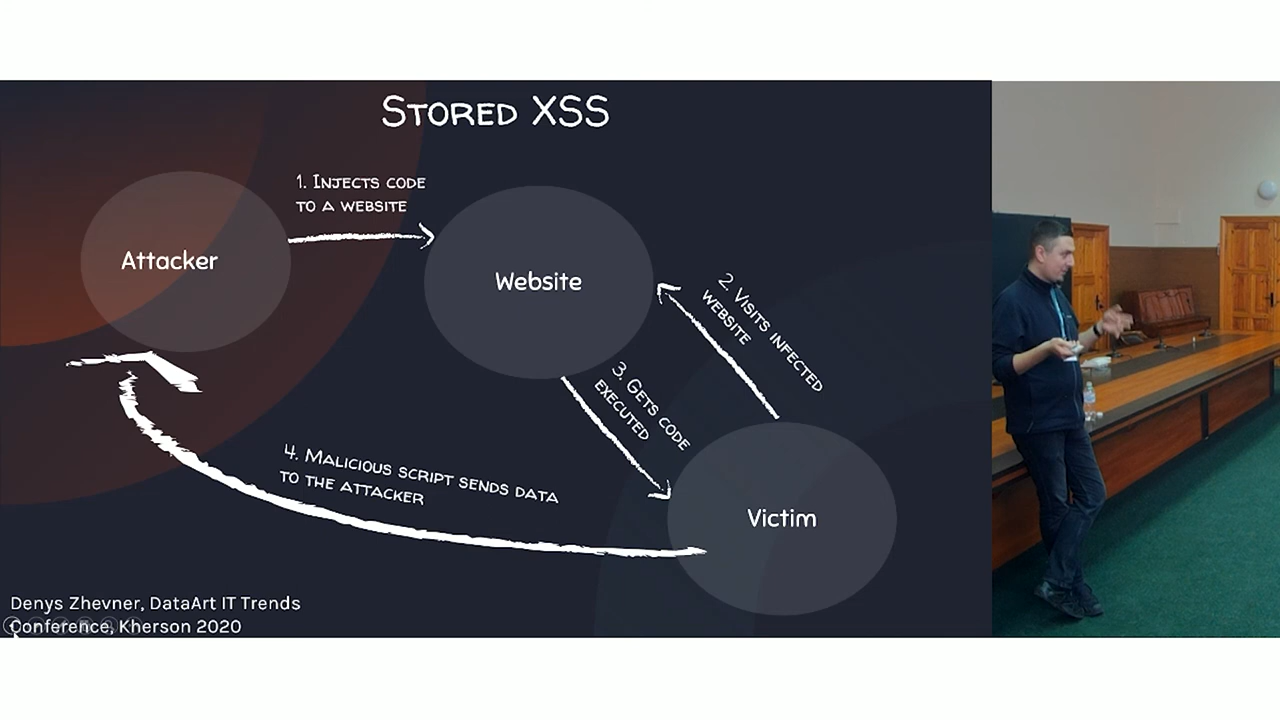 Stored XSS
1. Injects code
to a website
Attacker
Website
2. Visits infected
website
3. Gets code
executed
4. Malicious script sends data
to the attacker
Victim
Denys Zhevner, DataArt IT Trends
Conference, Kherson 2020